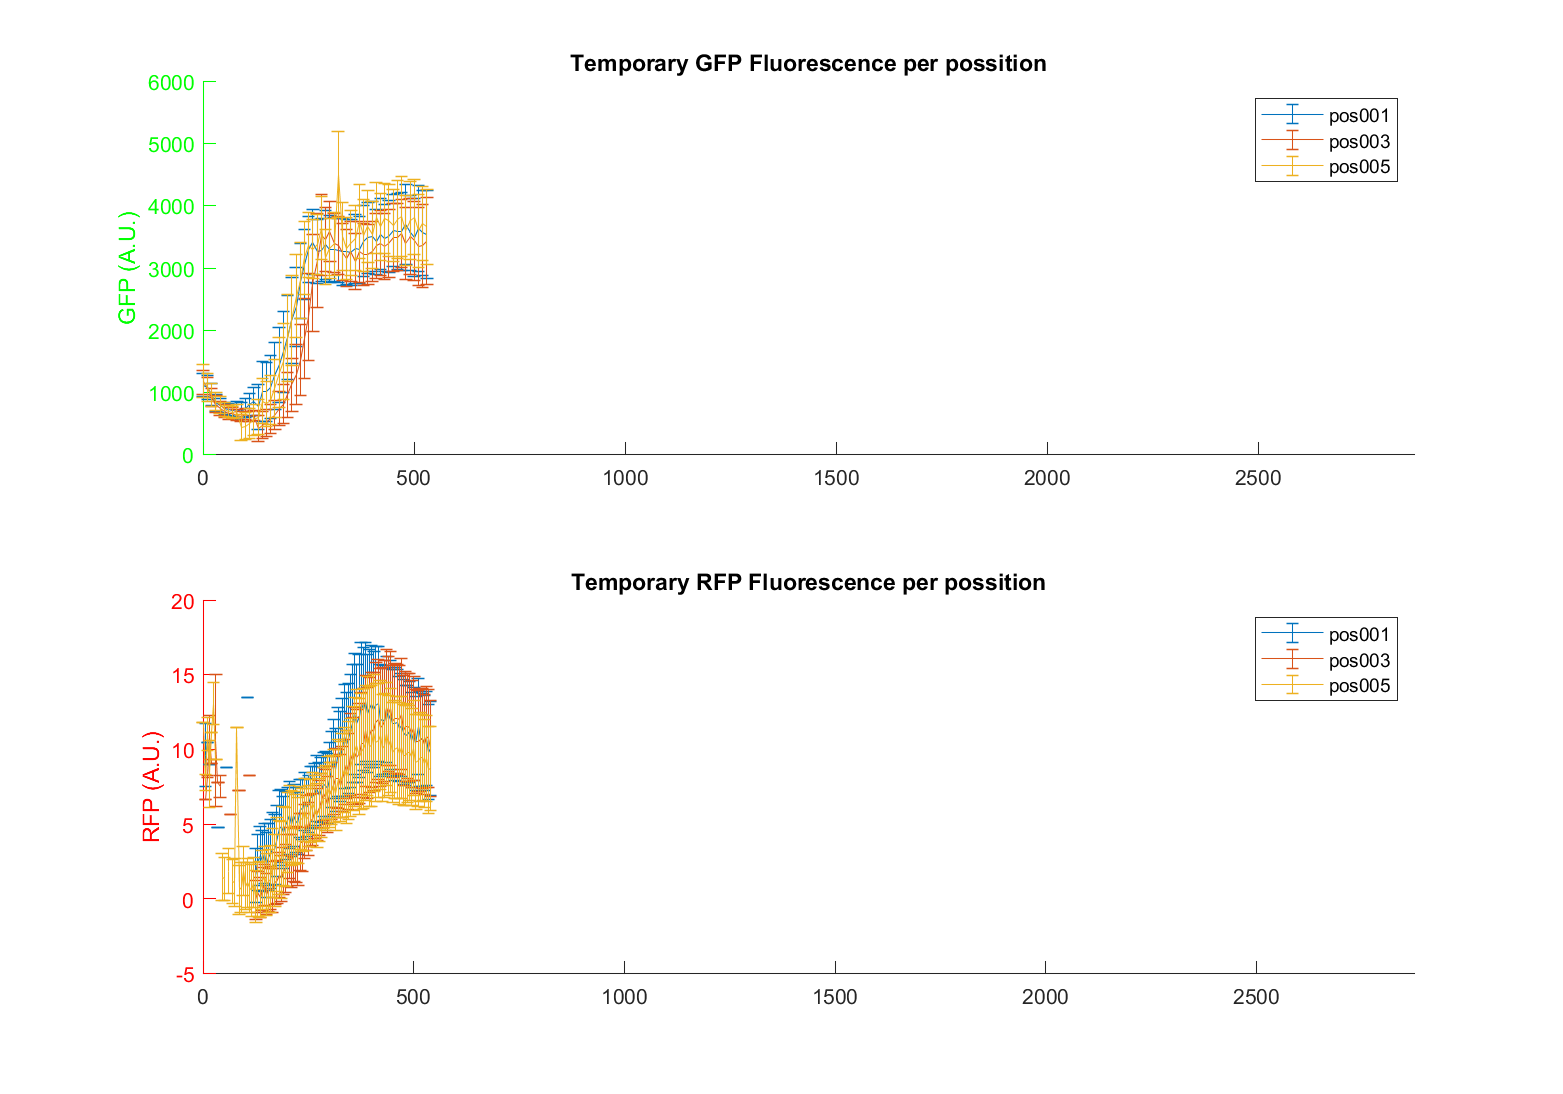 Temporary GFP Fluorescence per possition
6000
5000
4000
3000
2000
1000
0
GFP (A.U.)
pos001
pos003
pos005
0 500 1000 1500 2000 2500
Temporary RFP Fluorescence per possition
20
15
10
5
0
-5
RFP (A.U.)
pos001
pos003
pos005
0 500 1000 1500 2000 2500